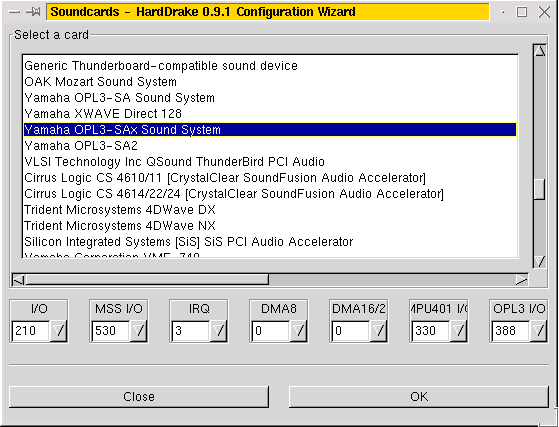 Soundcards - HardDrake 0.9.1 Configuration Wizard
Select a card
Generic Thunderboard-compatible sound device
OAK Mozart Sound System
Yamaha OPL3-SA Sound System
Yamaha XWAVE Direct 128
Yamaha OPL3-SAx Sound System
Yamaha OPL3-SA2
VLSI Technology Inc QSound ThunderBird PCI Audio
Cirrus Logic CS 4610/11 [CrystalClear SoundFusion Audio Accelerator]
Cirrus Logic CS 4614/22/24 [CrystalClear SoundFusion Audio Accelerator]
Trident Microsystems 4DWave DX
Trident Microsystems 4DWave NX
Silicon Integrated Systems [SiS] SiS PCI Audio Accelerator
Yamaha Corporation
I/O MSS I/O IRQ DMA8 DMA16/2 MPU401 I/O OPL3 I/O
210 530 3 0 0 330 388
Close OK